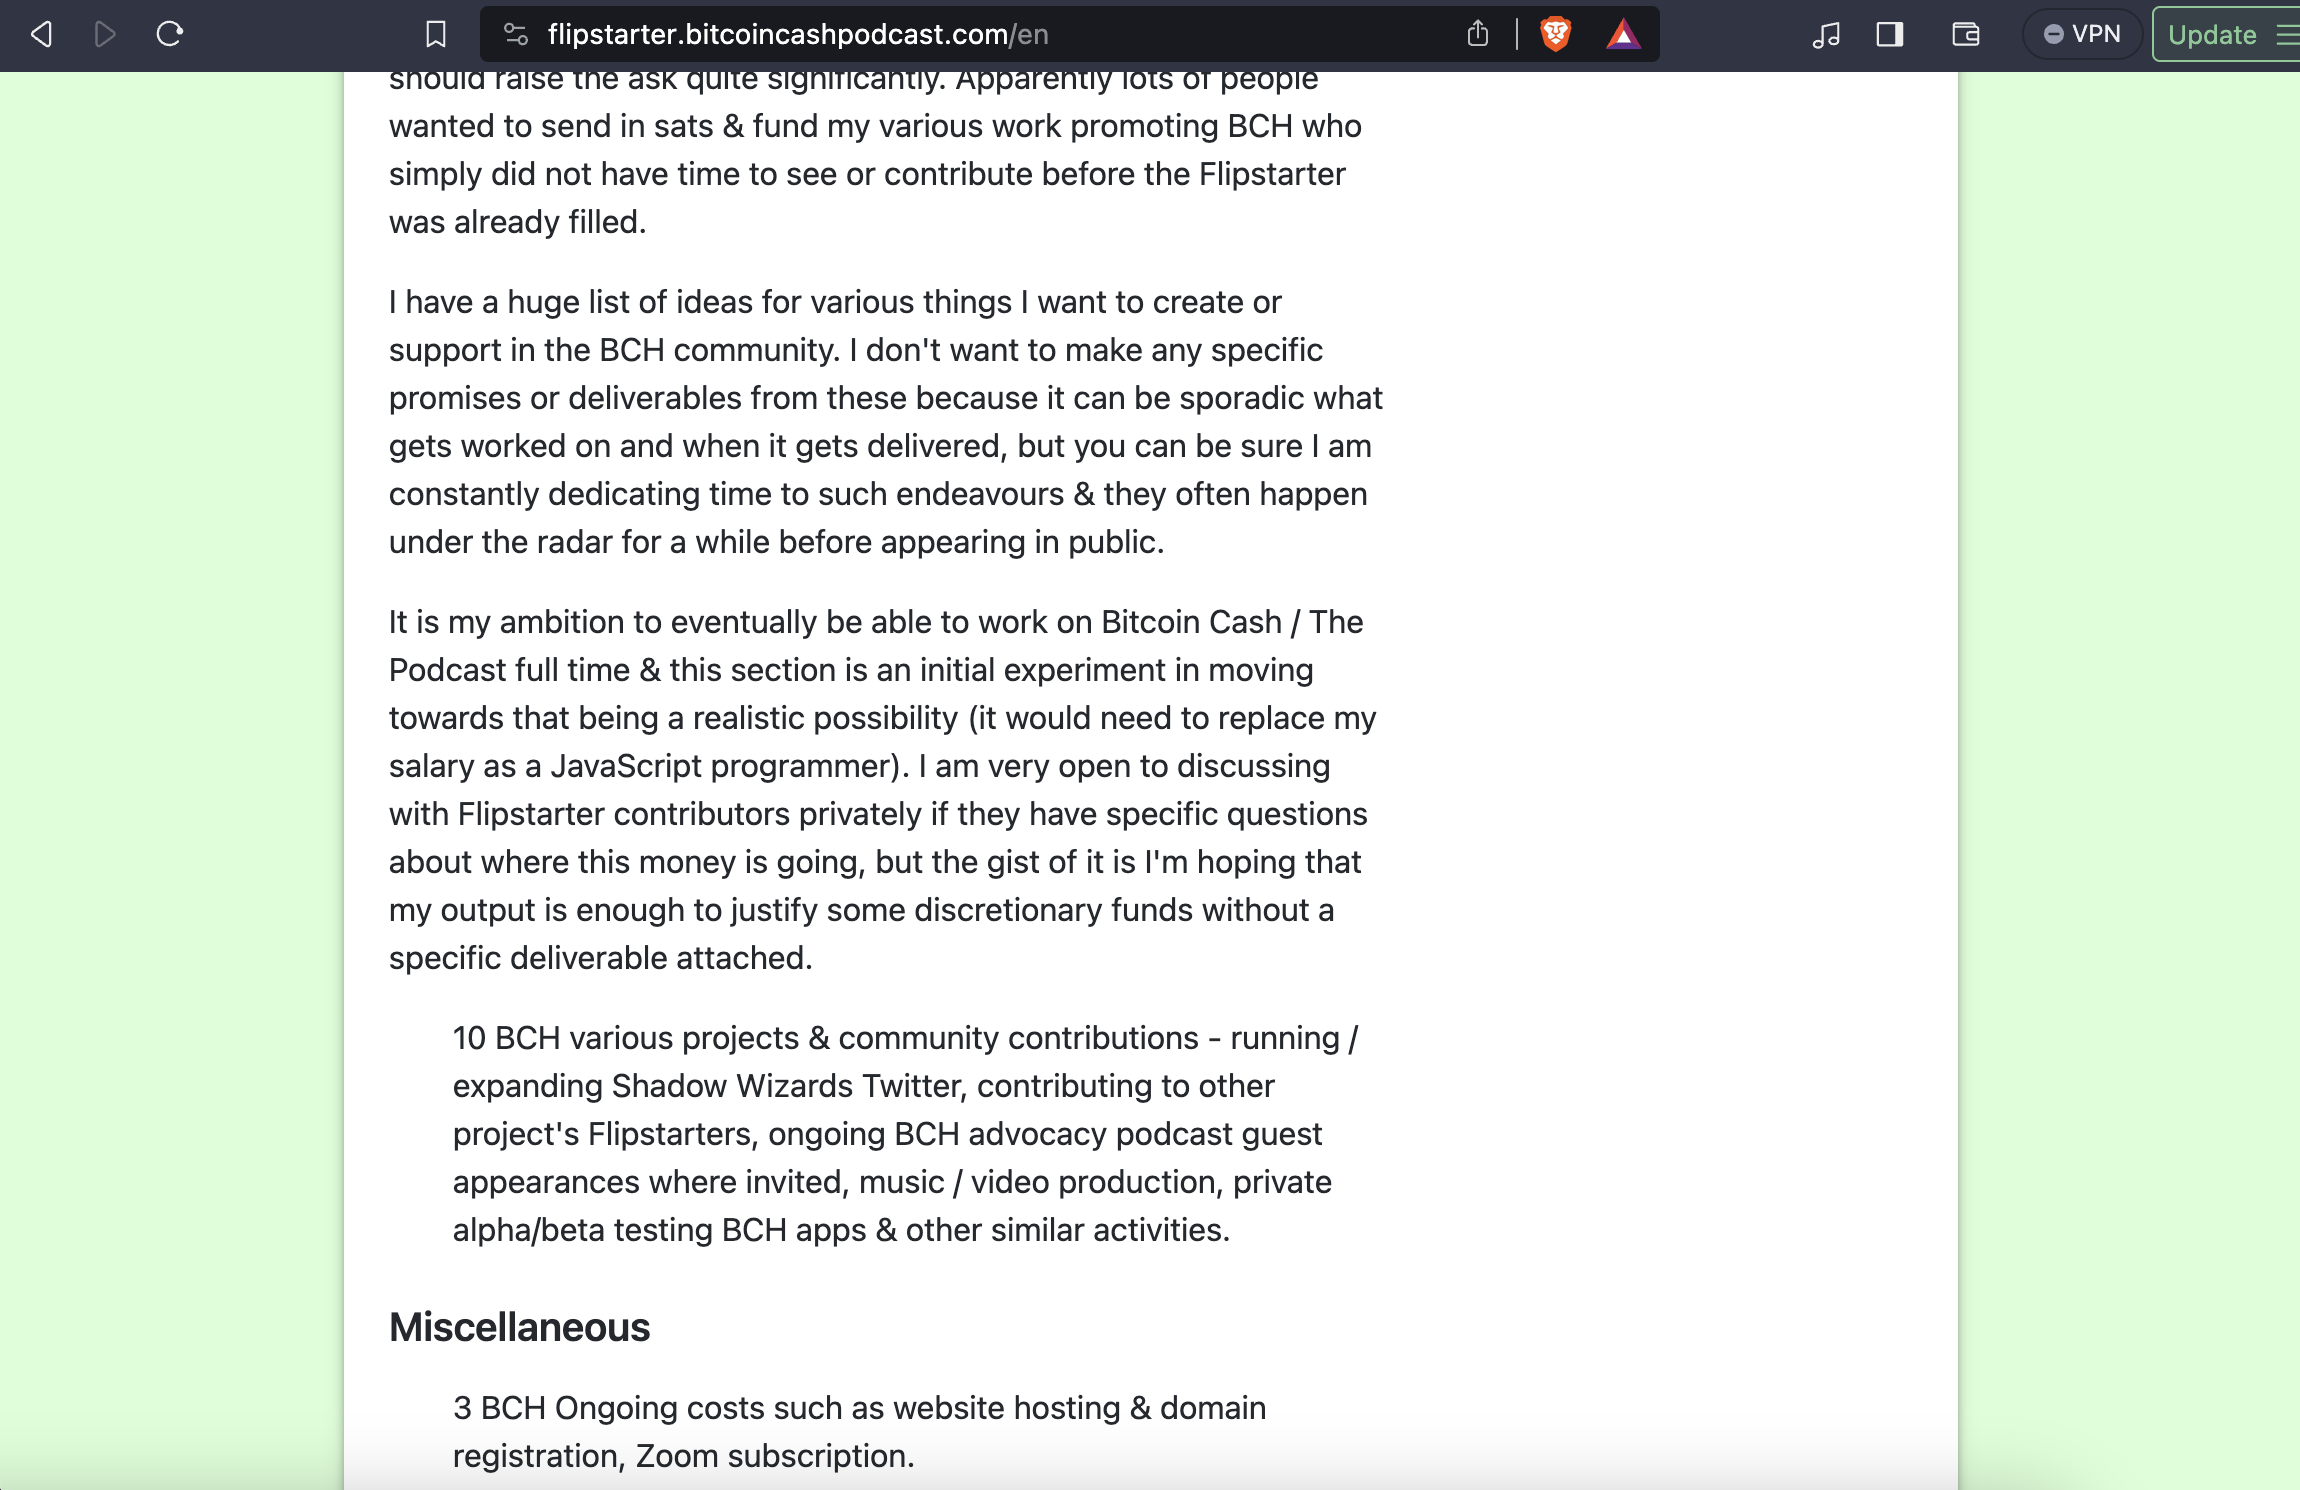 flipstarter.bitcoincashpodcast.com/en
VPN
Update
should raise the ask quite significantly. Apparently lots of people
wanted to send in sats & fund my various work promoting BCH who
simply did not have time to see or contribute before the Flipstarter
was already filled.
I have a huge list of ideas for various things I want to create or
support in the BCH community. I don't want to make any specific
promises or deliverables from these because it can be sporadic what
gets worked on and when it gets delivered, but you can be sure I am
constantly dedicating time to such endeavours & they often happen
under the radar for a while before appearing in public.
It is my ambition to eventually be able to work on Bitcoin Cash / The
Podcast full time & this section is an initial experiment in moving
towards that being a realistic possibility (it would need to replace my
salary as a JavaScript programmer). I am very open to discussing
with Flipstarter contributors privately if they have specific questions
about where this money is going, but the gist of it is I'm hoping that
my output is enough to justify some discretionary funds without a
specific deliverable attached.
10 BCH various projects & community contributions - running /
expanding Shadow Wizards Twitter, contributing to other
project's Flipstarters, ongoing BCH advocacy podcast guest
appearances where invited, music / video production, private
alpha/beta testing BCH apps & other similar activities.
Miscellaneous
3 BCH Ongoing costs such as website hosting & domain
registration, Zoom subscription.